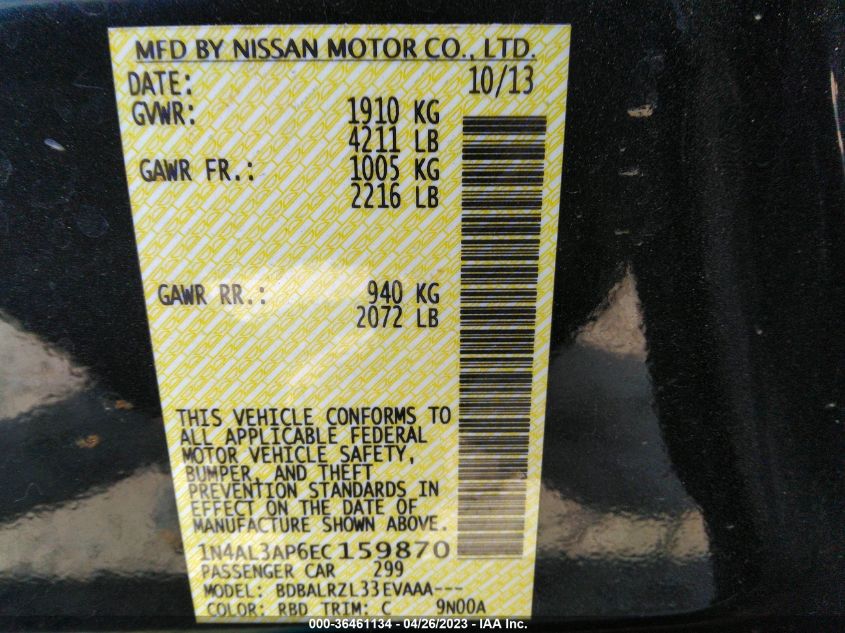 MFD BY NISSAN MOTOR CO., LTD.
DATE: 10/13
GVWR: 1910 KG
4211 LB
GAWR FR.: 1005 KG
2216 LB
GAWR RR.: 940 KG
2072 LB
THIS VEHICLE CONFORMS TO
ALL APPLICABLE FEDERAL
MOTOR VEHICLE SAFETY,
BUMPER, AND THEFT
PREVENTION STANDARDS IN
EFFECT ON THE DATE OF
MANUFACTURE SHOWN ABOVE.
1N4AL3AP6EC159870
PASSENGER CAR 299
MODEL: BDBALRZL33EVAAA---
COLOR: RBD TRIM: C 9N00A
000-36461134 - 04/26/2023 - IAA Inc.